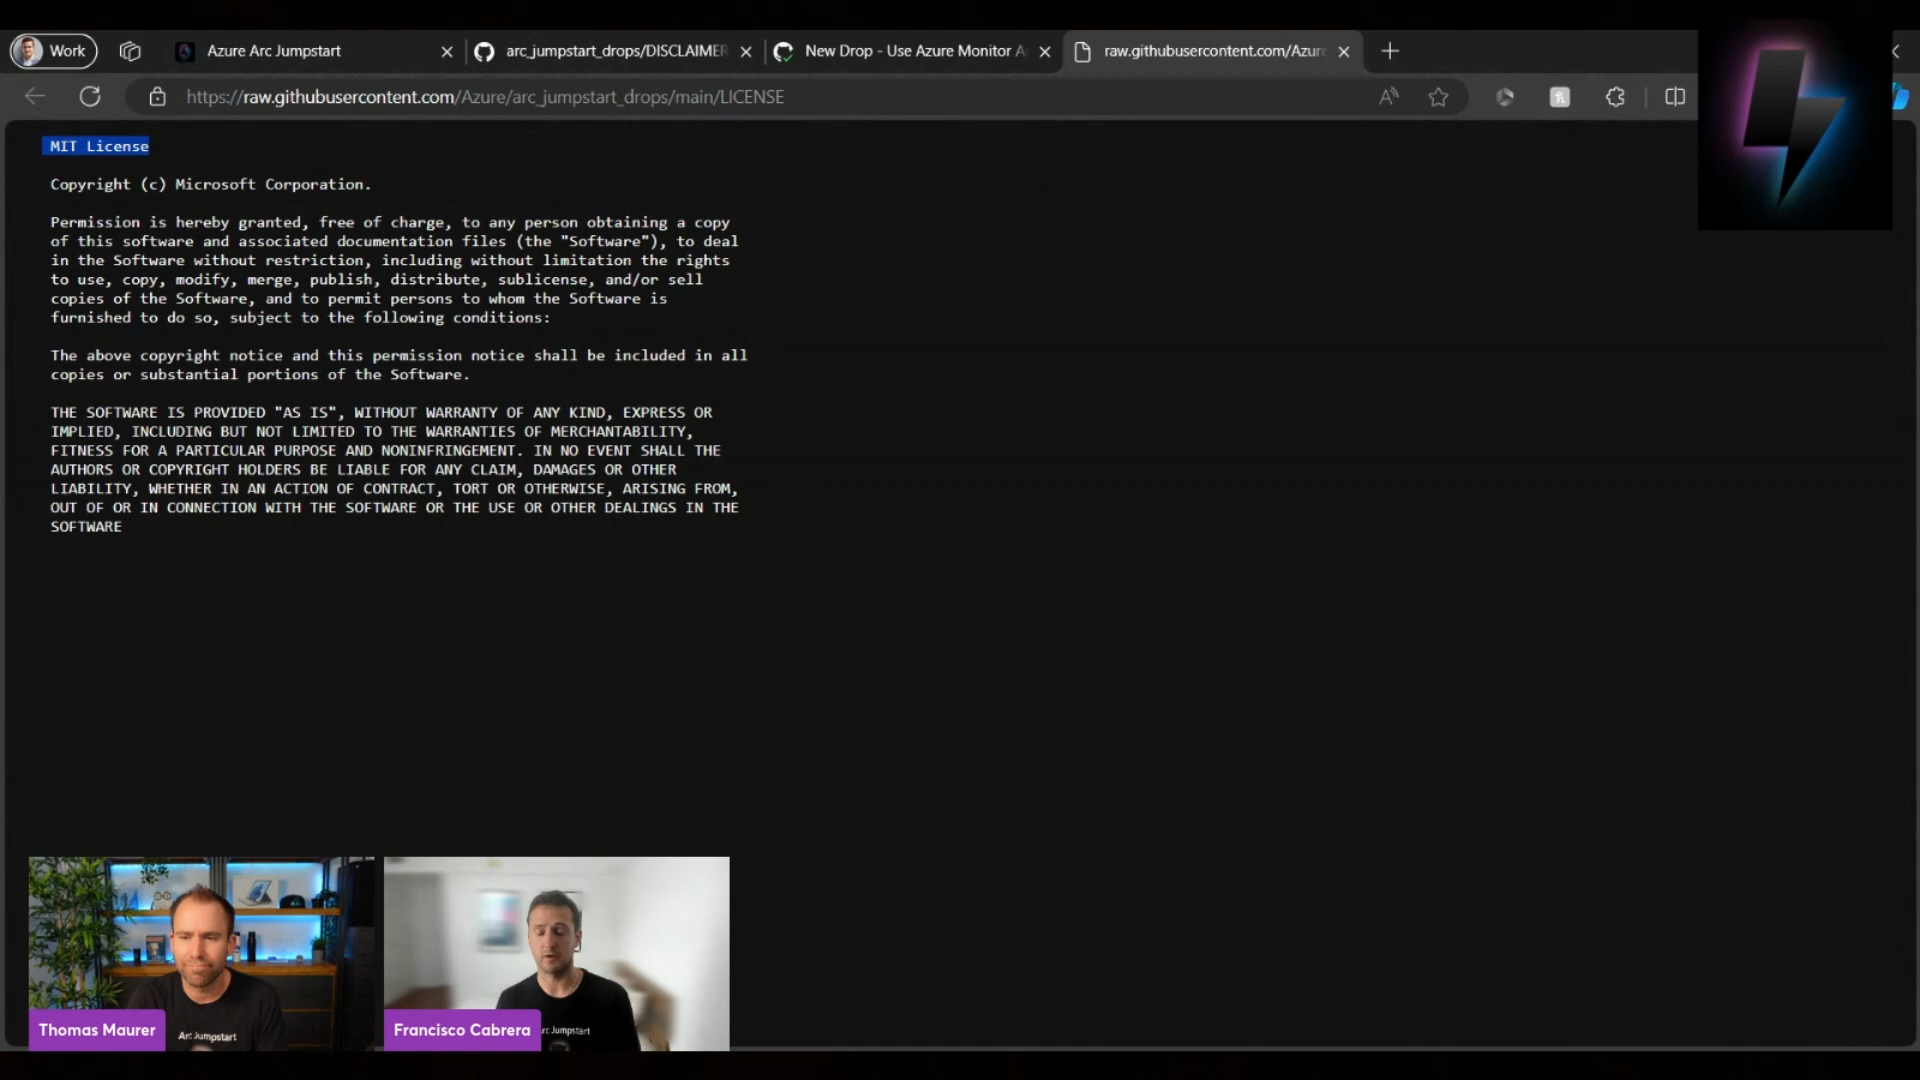 Work
Azure Arc Jumpstart
arc_jumpstart_drops/DISCLAIMER
New Drop - Use Azure Monitor A
raw.githubusercontent.com/Azure
https://raw.githubusercontent.com/Azure/arc_jumpstart_drops/main/LICENSE
MIT License
Copyright (c) Microsoft Corporation.
Permission is hereby granted, free of charge, to any person obtaining a copy
of this software and associated documentation files (the "Software"), to deal
in the Software without restriction, including without limitation the rights
to use, copy, modify, merge, publish, distribute, sublicense, and/or sell
copies of the Software, and to permit persons to whom the Software is
furnished to do so, subject to the following conditions:
The above copyright notice and this permission notice shall be included in all
copies or substantial portions of the Software.
THE SOFTWARE IS PROVIDED "AS IS", WITHOUT WARRANTY OF ANY KIND, EXPRESS OR
IMPLIED, INCLUDING BUT NOT LIMITED TO THE WARRANTIES OF MERCHANTABILITY,
FITNESS FOR A PARTICULAR PURPOSE AND NONINFRINGEMENT. IN NO EVENT SHALL THE
AUTHORS OR COPYRIGHT HOLDERS BE LIABLE FOR ANY CLAIM, DAMAGES OR OTHER
LIABILITY, WHETHER IN AN ACTION OF CONTRACT, TORT OR OTHERWISE, ARISING FROM,
OUT OF OR IN CONNECTION WITH THE SOFTWARE OR THE USE OR OTHER DEALINGS IN THE
SOFTWARE
Thomas Maurer
Arc Jumpstart
Francisco Cabrera
rc Jumpstart